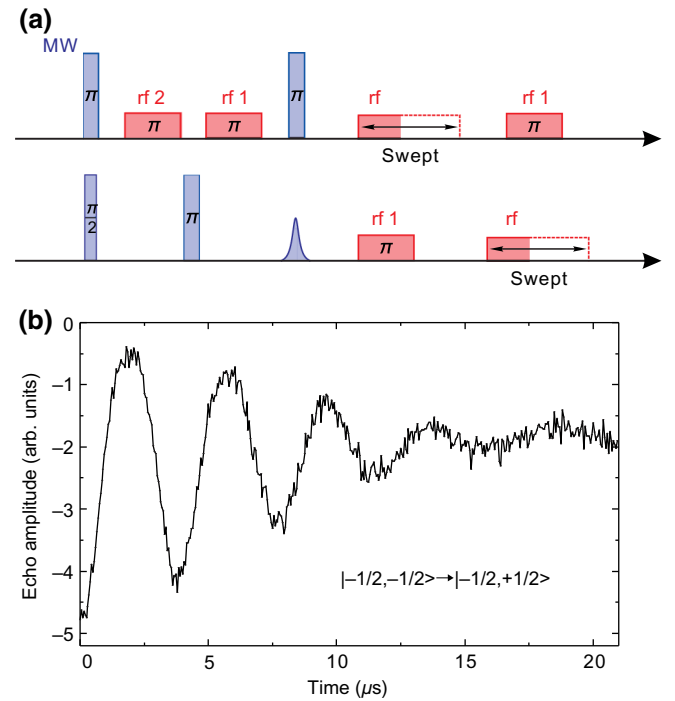 (a)
MW
π rf 2 π rf 1 π π rf rf 1 π
Swept
π/2 π rf 1 π rf
Swept
(b)
0
–1
–2
–3
–4
–5
Echo amplitude (arb. units)
|–1/2,–1/2>→|–1/2,+1/2>
0 5 10 15 20
Time (μs)